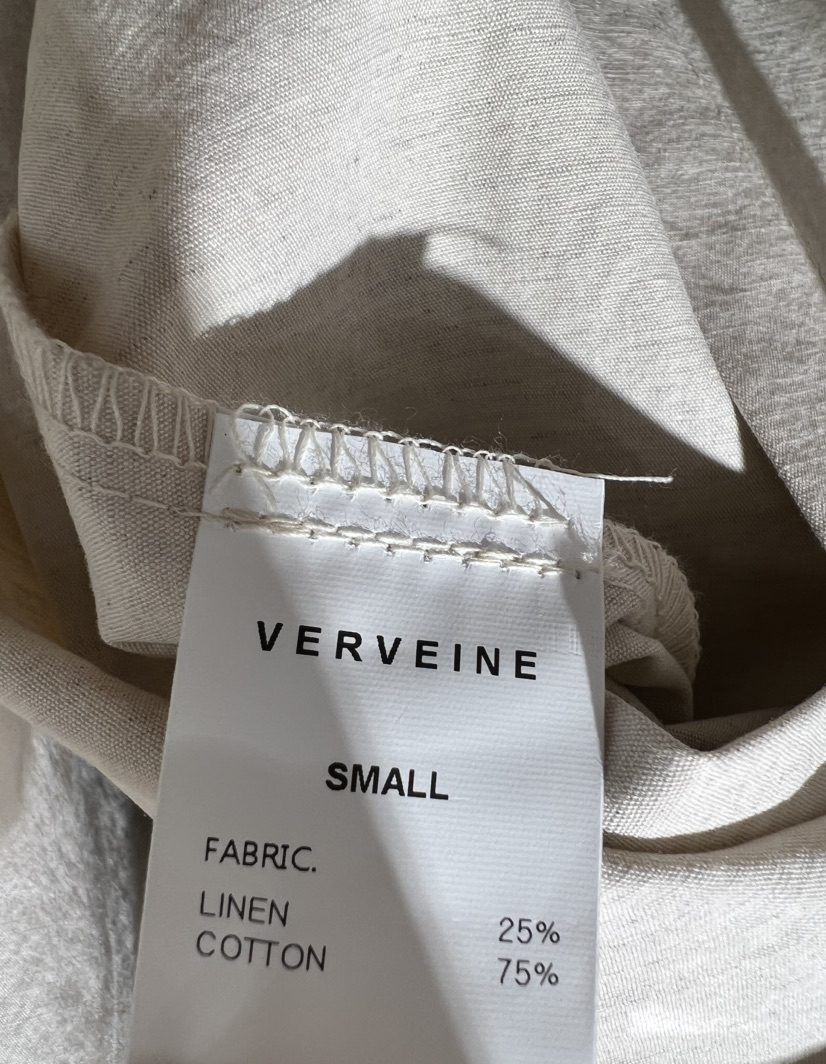 VERVEINE
SMALL
FABRIC.
LINEN 25%
COTTON 75%